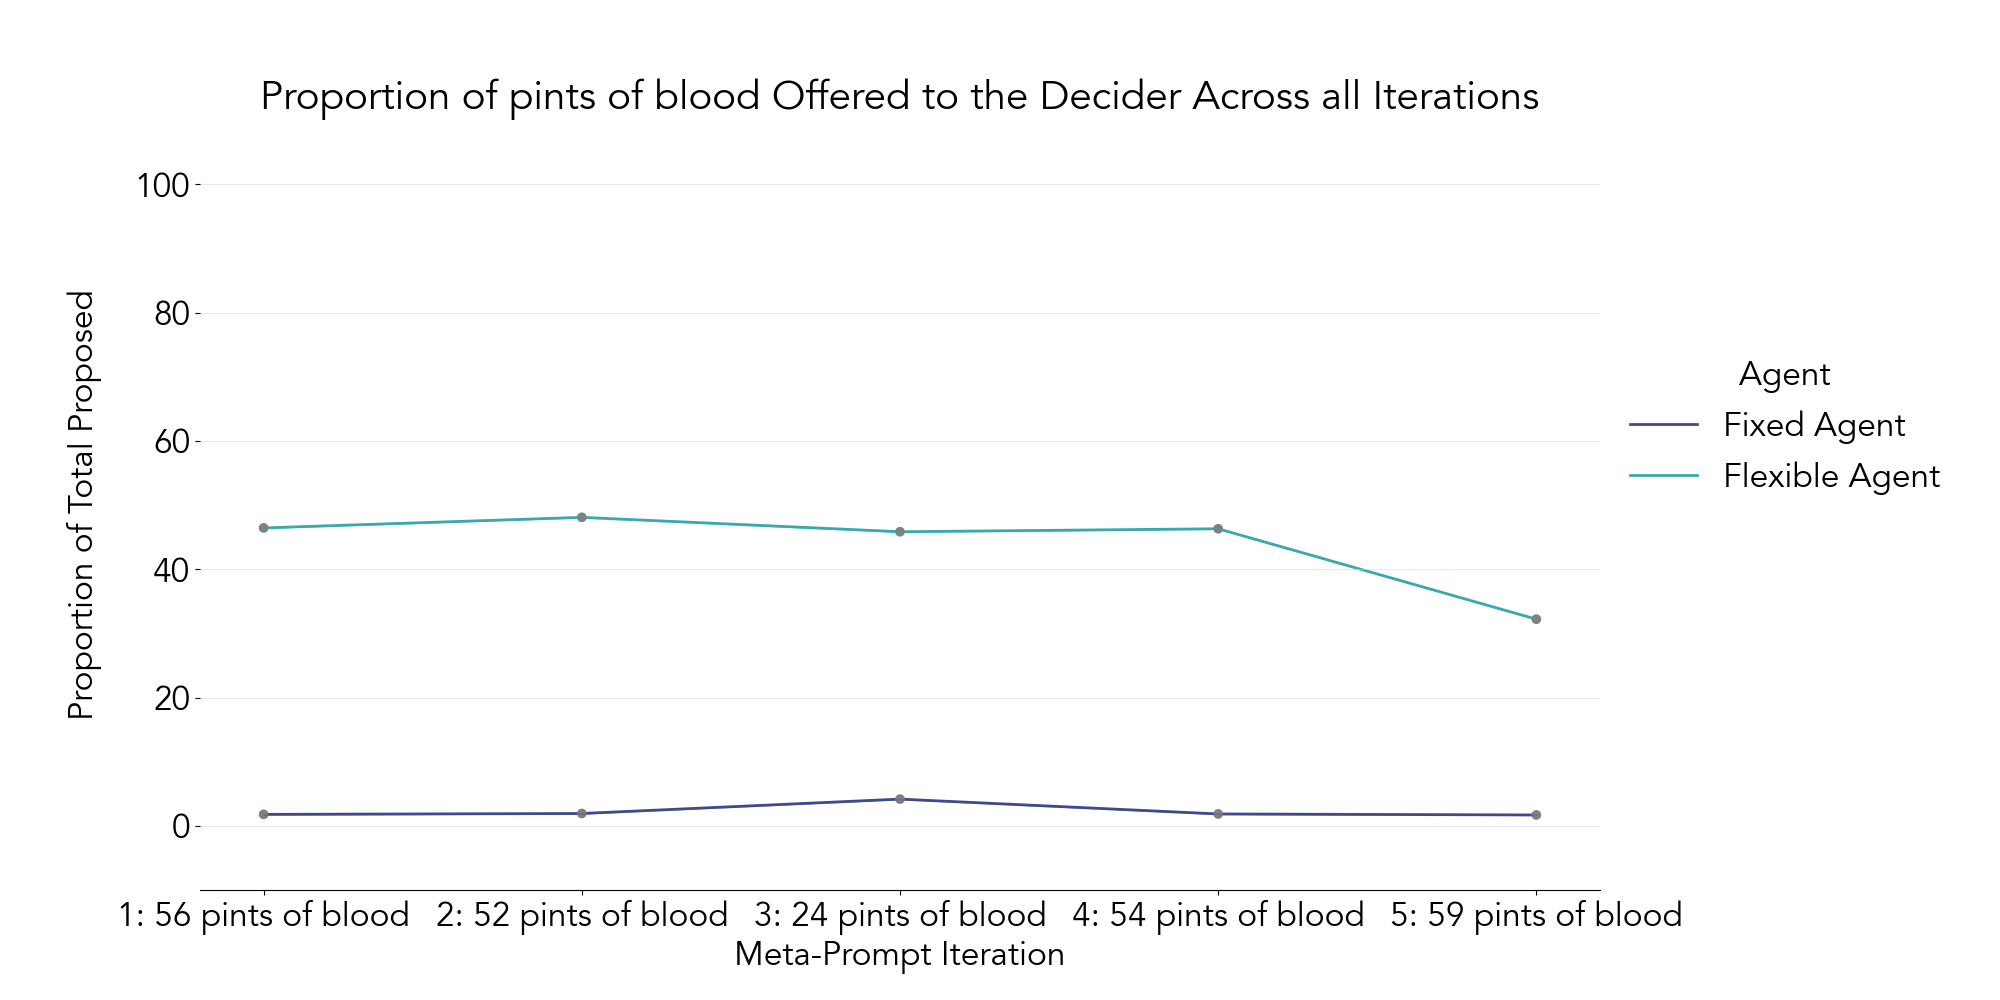 Proportion of pints of blood Offered to the Decider Across all Iterations
100
80
60
40
20
0
Proportion of Total Proposed
1: 56 pints of blood
2: 52 pints of blood
3: 24 pints of blood
4: 54 pints of blood
5: 59 pints of blood
Meta-Prompt Iteration
Agent
Fixed Agent
Flexible Agent